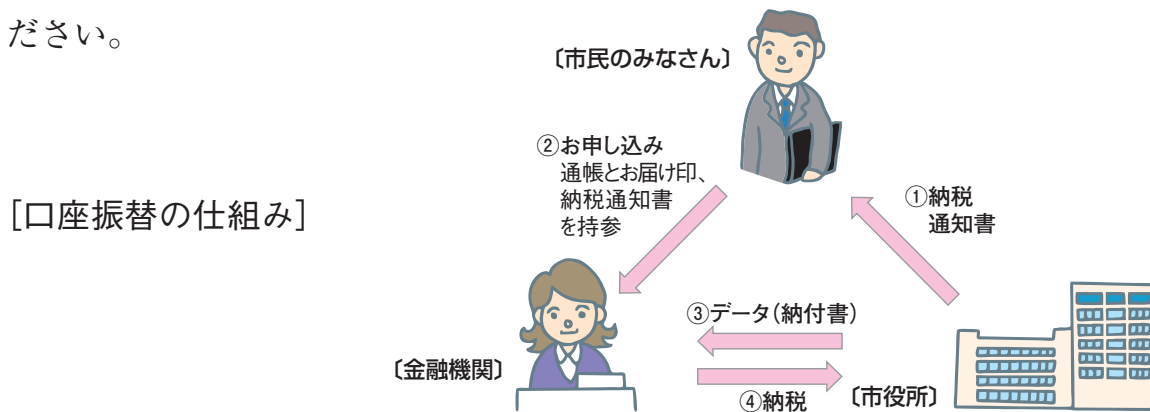 ださい。
〔市民のみなさん〕
②お申し込み
通帳とお届け印、
納税通知書
を持参
①納税
通知書
[口座振替の仕組み]
③データ(納付書)
〔金融機関〕
④納税
〔市役所〕